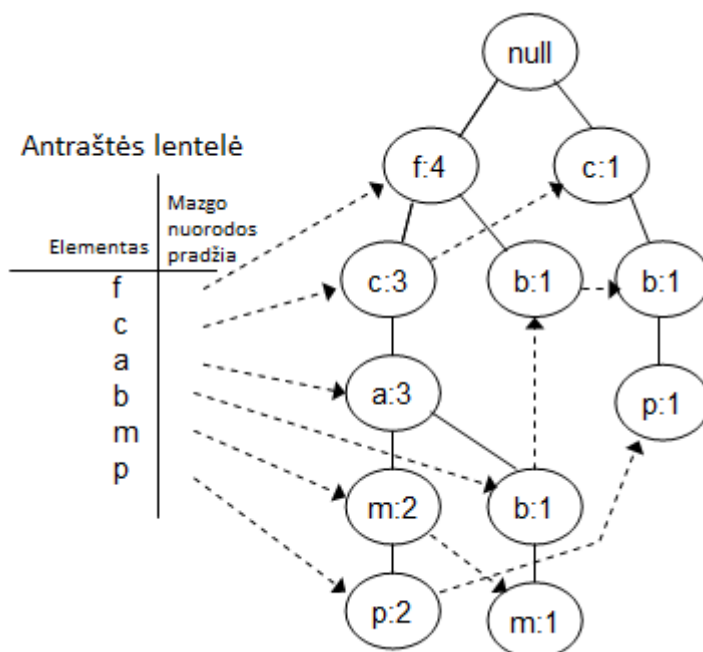 null
Antraštės lentelė
f:4
c:1
Mazgo
nuorodos
pradžia
Elementas
f
c
a
b
m
p
c:3
b:1
b:1
a:3
p:1
m:2
b:1
p:2
m:1